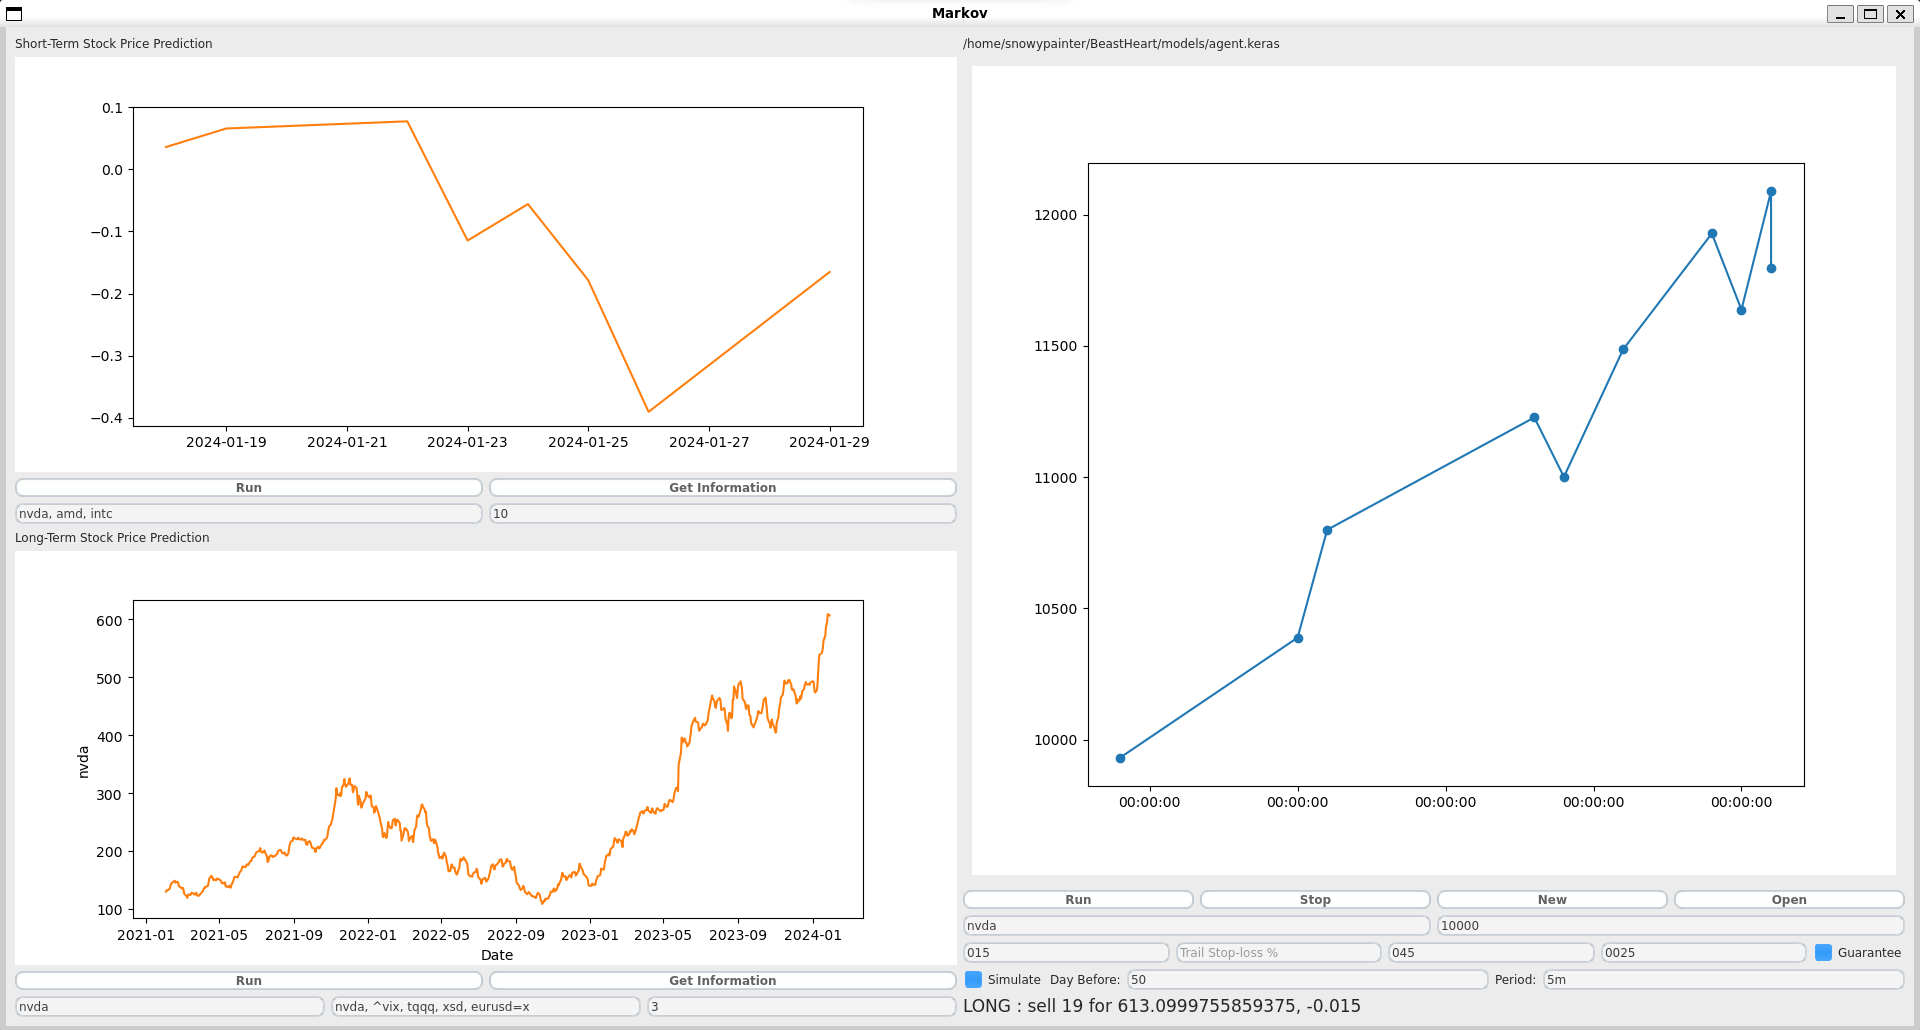 Markov
Short-Term Stock Price Prediction
0.1
0.0
−0.1
−0.2
−0.3
−0.4
2024-01-19 2024-01-21 2024-01-23 2024-01-25 2024-01-27 2024-01-29
Run Get Information
nvda, amd, intc 10
Long-Term Stock Price Prediction
600
500
400
300
200
100
nvda
2021-01 2021-05 2021-09 2022-01 2022-05 2022-09 2023-01 2023-05 2023-09 2024-01
Date
Run Get Information
nvda nvda, ^vix, tqqq, xsd, eurusd=x 3
/home/snowypainter/BeastHeart/models/agent.keras
12000
11500
11000
10500
10000
00:00:00 00:00:00 00:00:00 00:00:00 00:00:00
Run Stop New Open
nvda 10000
015 Trail Stop-loss % 045 0025 Guarantee
Simulate Day Before: 50 Period: 5m
LONG : sell 19 for 613.0999755859375, -0.015